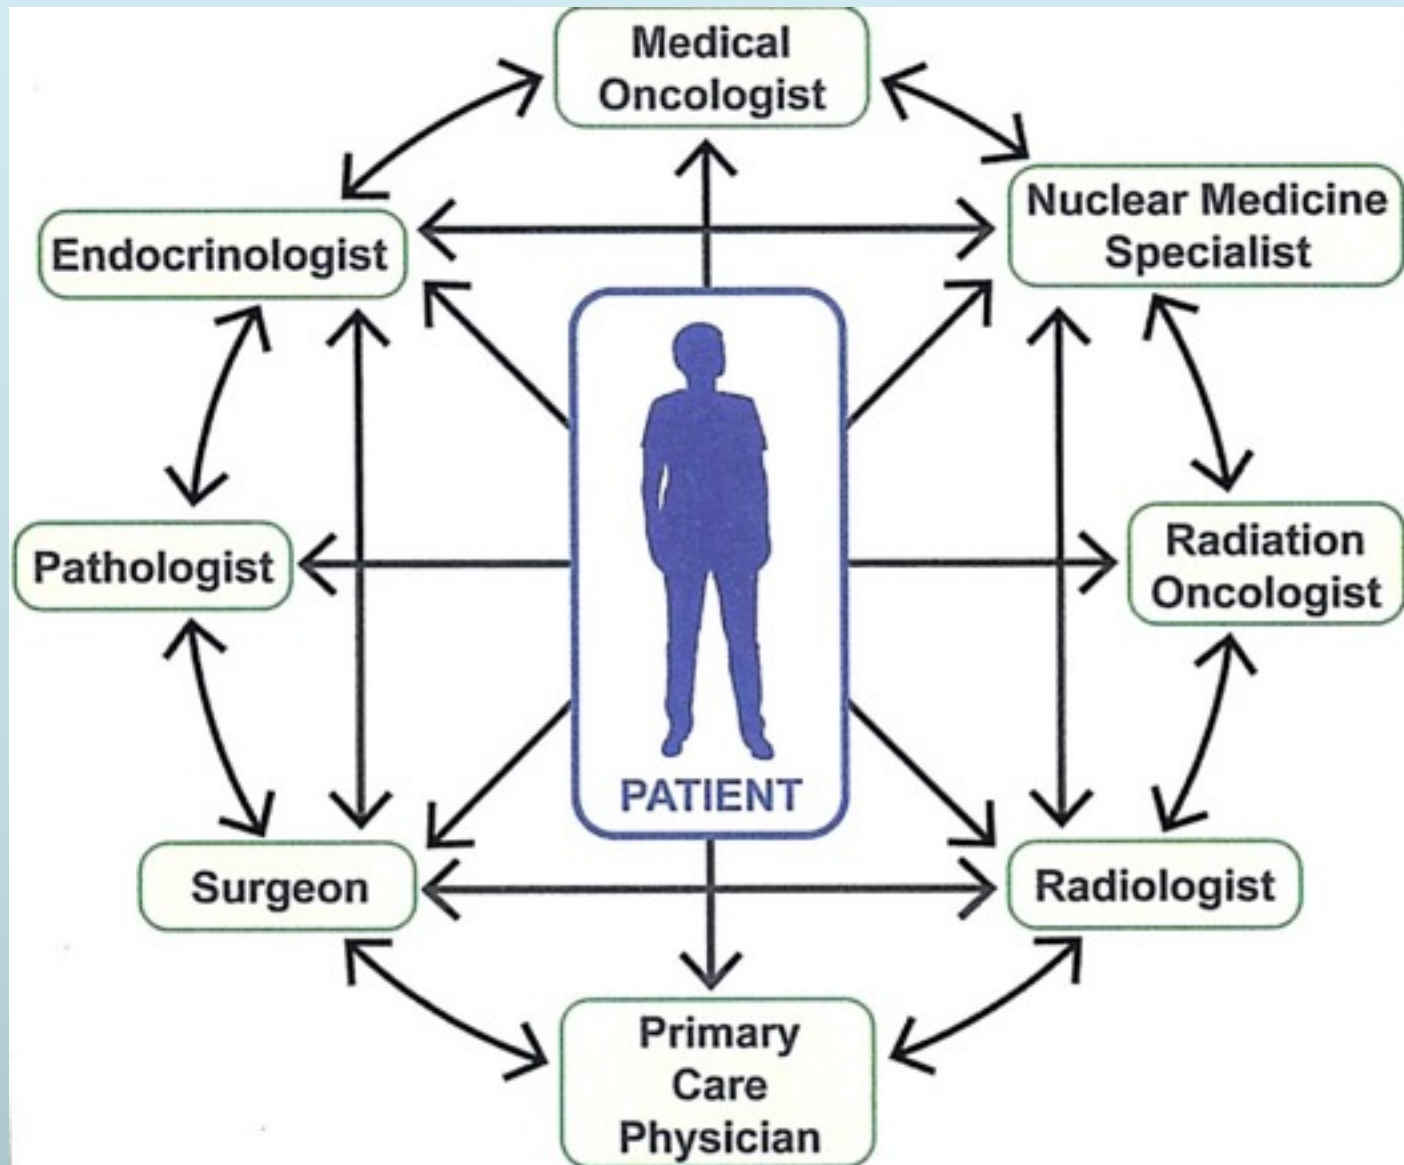 Medical
Oncologist
Nuclear Medicine
Specialist
Endocrinologist
Radiation
Oncologist
Pathologist
PATIENT
Surgeon
Radiologist
Primary
Care
Physician